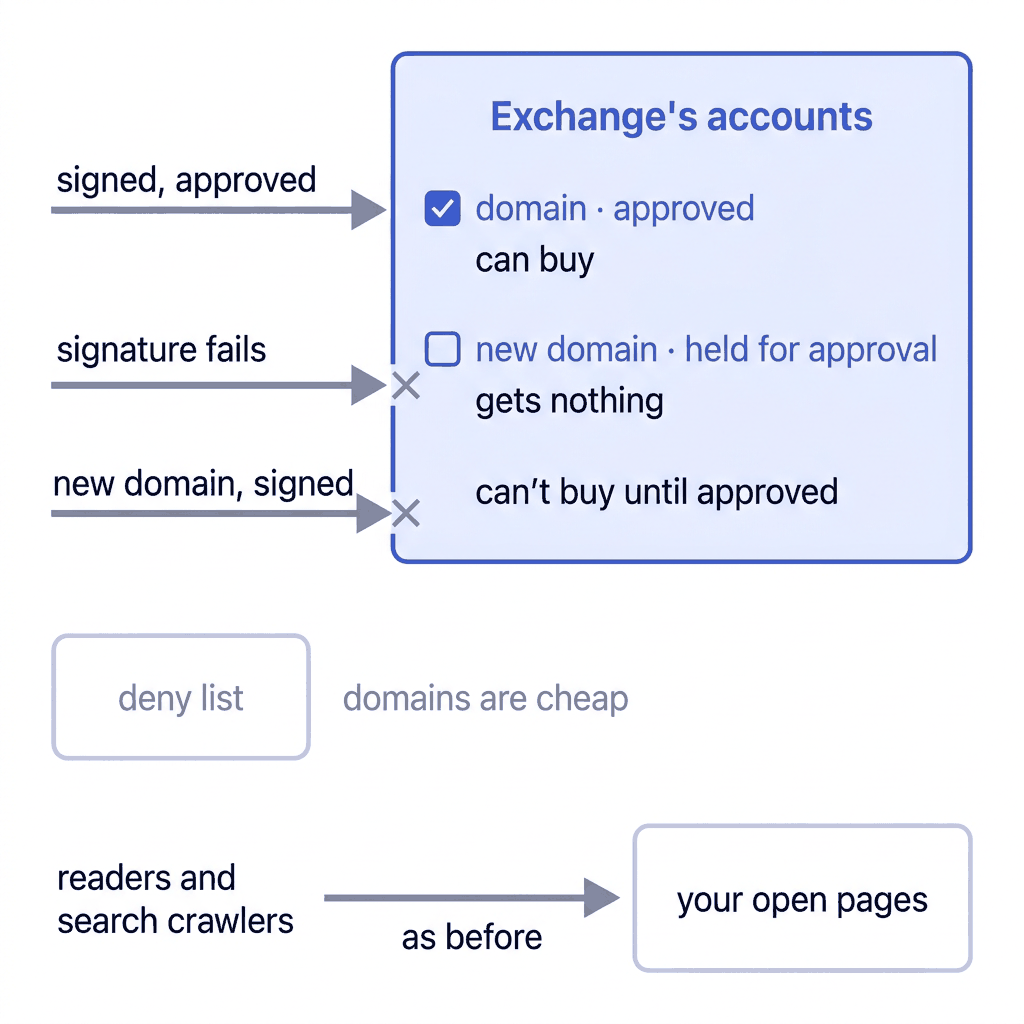 Exchange's accounts
signed, approved
domain · approved
can buy
signature fails
new domain · held for approval
gets nothing
new domain, signed
can’t buy until approved
deny list
domains are cheap
readers and
search crawlers
as before
your open pages